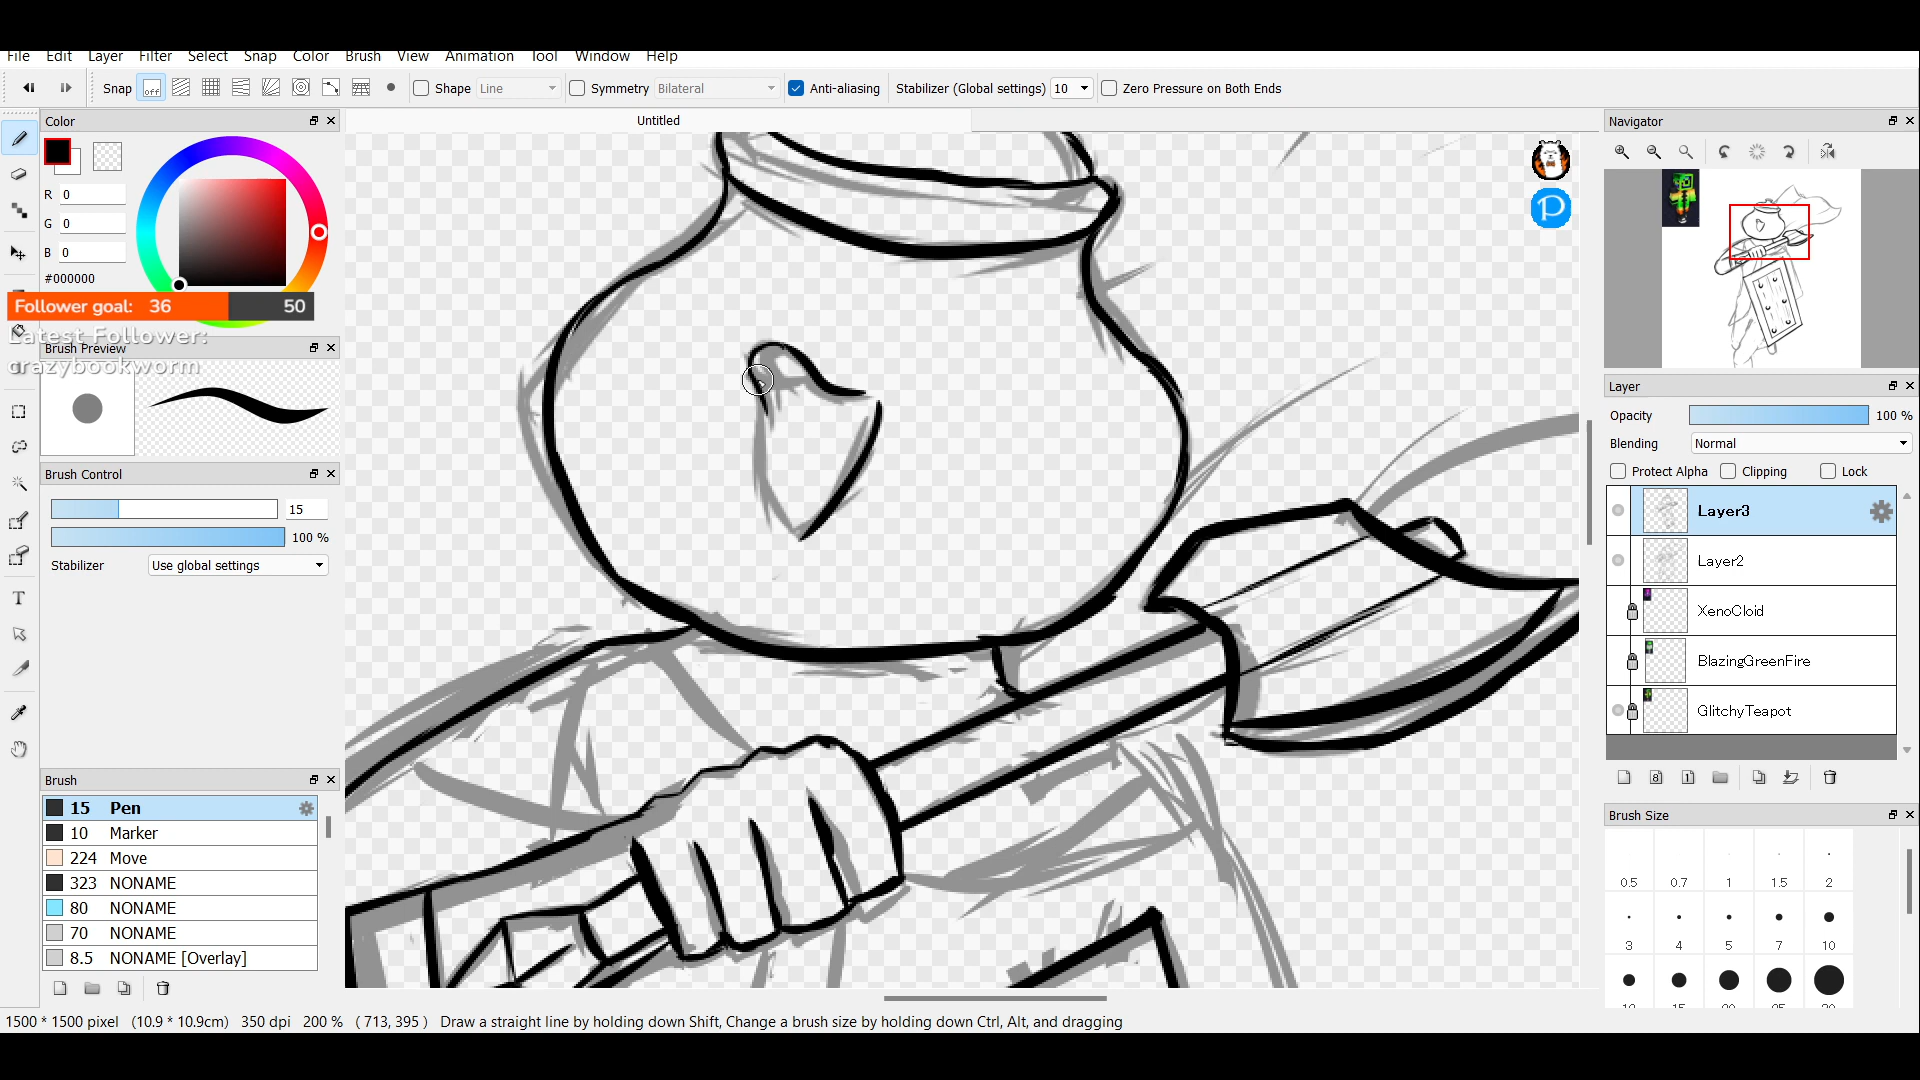 File Edit Layer Filter Select Snap Color Brush View Animation Tool Window Help
Snap off Shape Line Symmetry Bilateral Anti-aliasing Stabilizer (Global settings) 10 Zero Pressure on Both Ends
Color
Untitled
Navigator
R 0
G 0
B 0
#000000
Follower goal: 36 50
Latest Follower:
crazybookworm
Brush Preview
Brush Control
15
100 %
Stabilizer Use global settings
Brush
15 Pen
10 Marker
224 Move
323 NONAME
80 NONAME
70 NONAME
8.5 NONAME [Overlay]
Layer
Opacity 100 %
Blending Normal
Protect Alpha Clipping Lock
Layer3
Layer2
XenoCloid
BlazingGreenFire
GlitchyTeapot
Brush Size
0.5 0.7 1 1.5 2
3 4 5 7 10
1500 * 1500 pixel (10.9 * 10.9cm) 350 dpi 200 % ( 713, 395 ) Draw a straight line by holding down Shift, Change a brush size by holding down Ctrl, Alt, and dragging